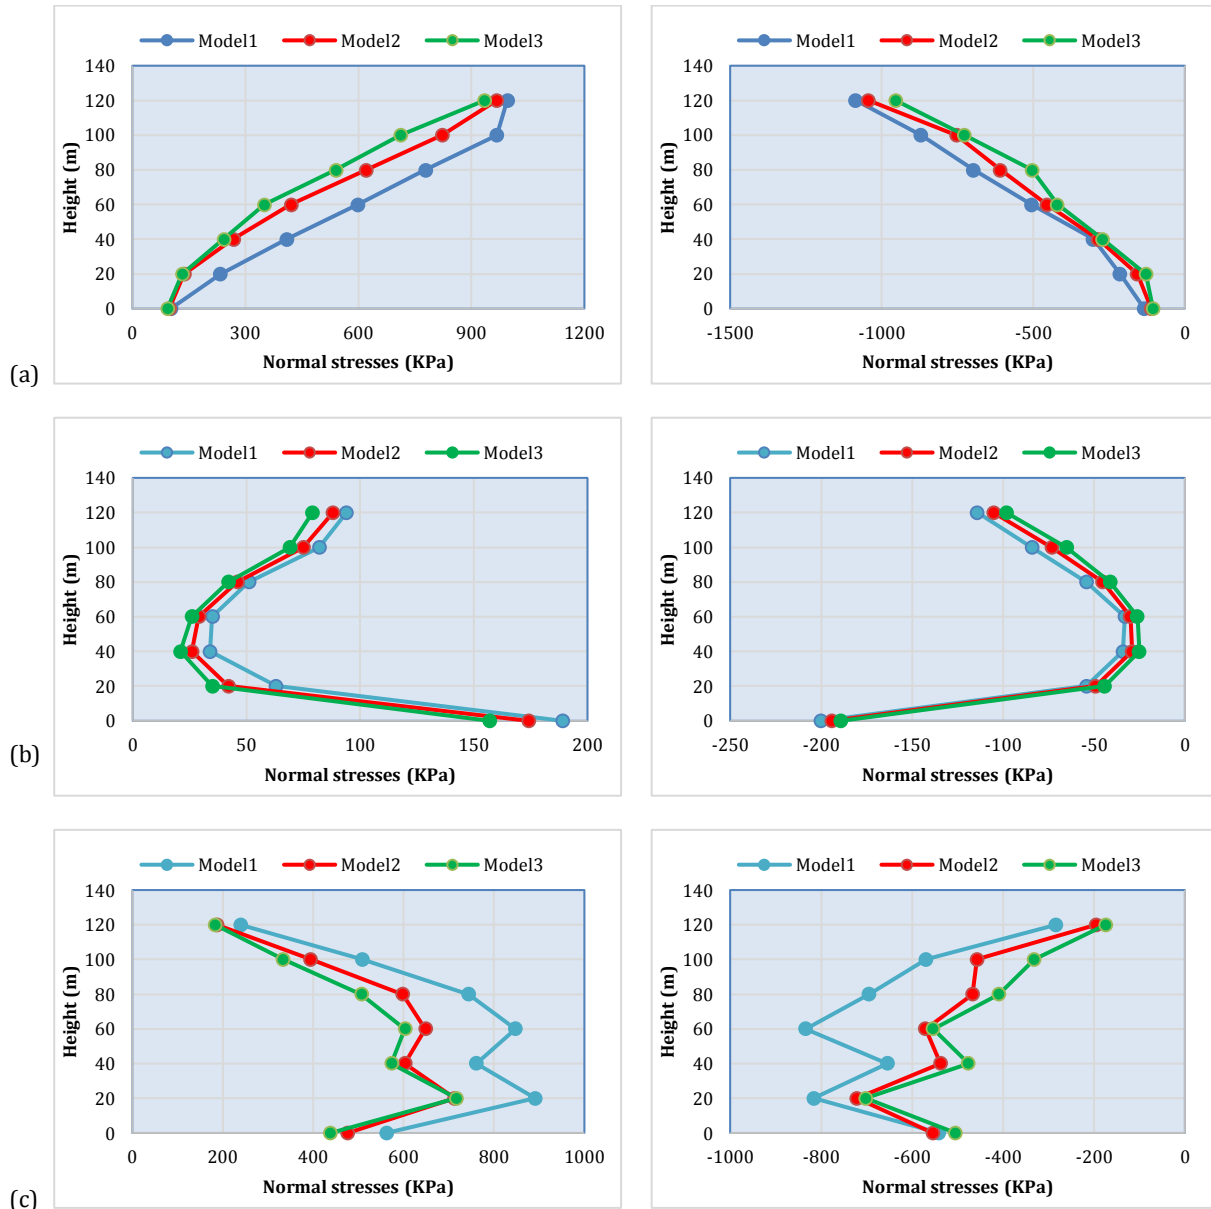 Model1 Model2 Model3
140
120
100
80
60
40
20
0
Height (m)
0 300 600 900 1200
Normal stresses (KPa)
(a)
Model1 Model2 Model3
140
120
100
80
60
40
20
0
Height (m)
-1500 -1000 -500 0
Normal stresses (KPa)
Model1 Model2 Model3
140
120
100
80
60
40
20
0
Height (m)
0 50 100 150 200
Normal stresses (KPa)
(b)
Model1 Model2 Model3
140
120
100
80
60
40
20
0
Height (m)
-250 -200 -150 -100 -50 0
Normal stresses (KPa)
Model1 Model2 Model3
140
120
100
80
60
40
20
0
Height (m)
0 200 400 600 800 1000
Normal stresses (KPa)
(c)
Model1 Model2 Model3
140
120
100
80
60
40
20
0
Height (m)
-1000 -800 -600 -400 -200 0
Normal stresses (KPa)